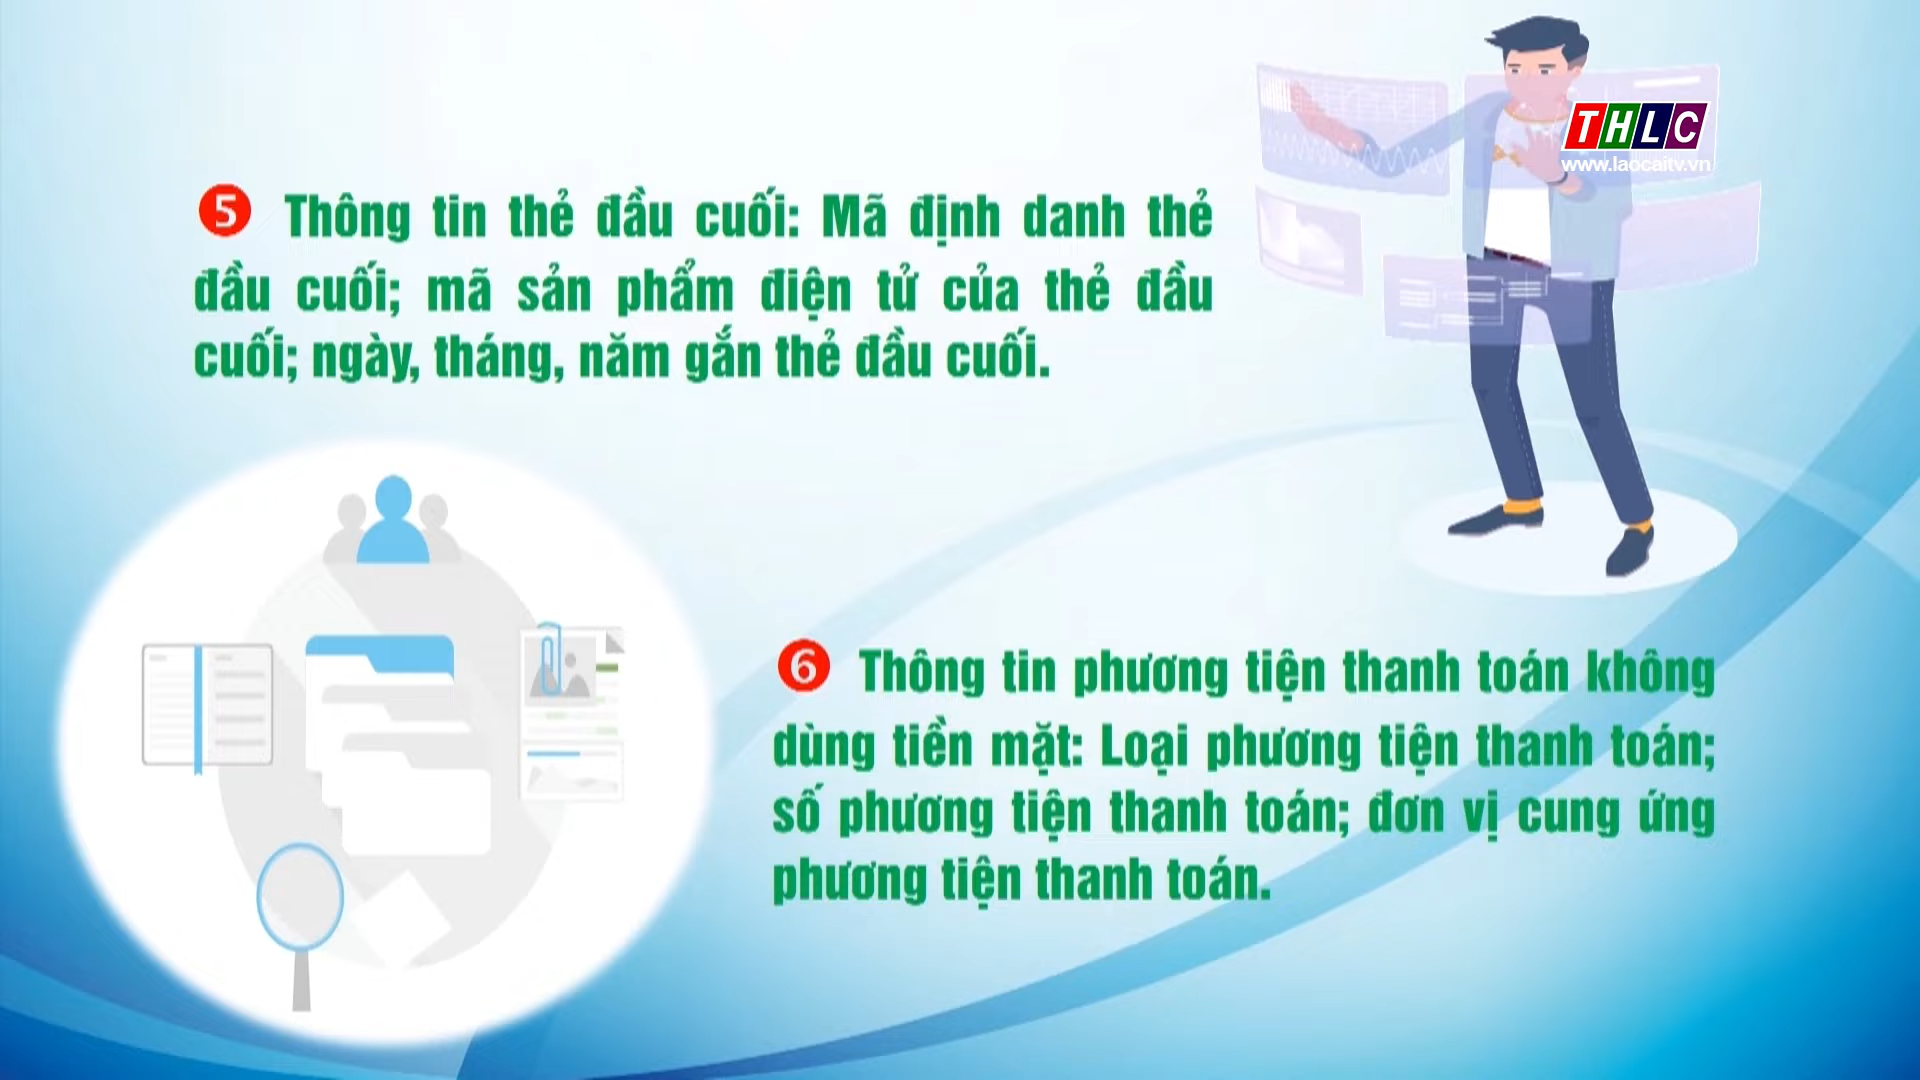 THLC
www.laocaitv.vn
5 Thông tin thẻ đầu cuối: Mã định danh thẻ
đầu cuối; mã sản phẩm điện tử của thẻ đầu
cuối; ngày, tháng, năm gắn thẻ đầu cuối.
6 Thông tin phương tiện thanh toán không
dùng tiền mặt: Loại phương tiện thanh toán;
số phương tiện thanh toán; đơn vị cung ứng
phương tiện thanh toán.